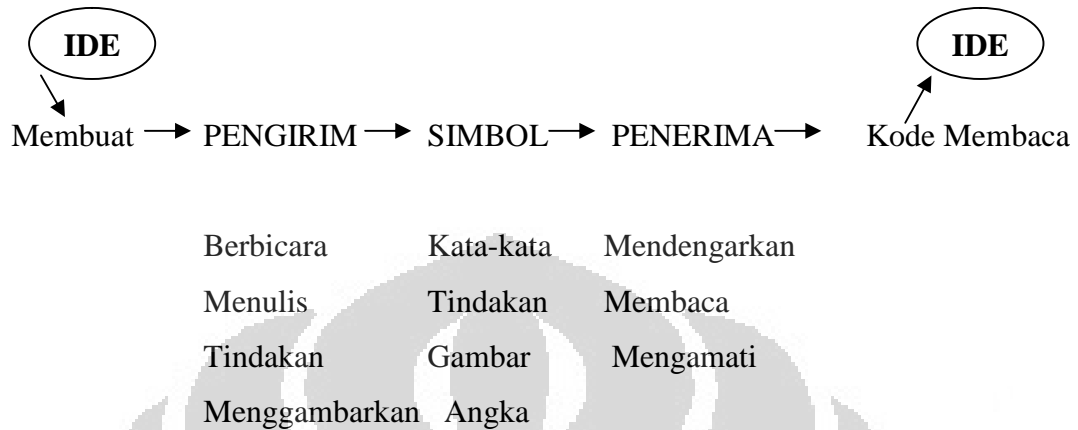 IDE IDE
Membuat PENGIRIM SIMBOL PENERIMA Kode Membaca
Berbicara Kata-kata Mendengarkan
Menulis Tindakan Membaca
Tindakan Gambar Mengamati
Menggambarkan Angka